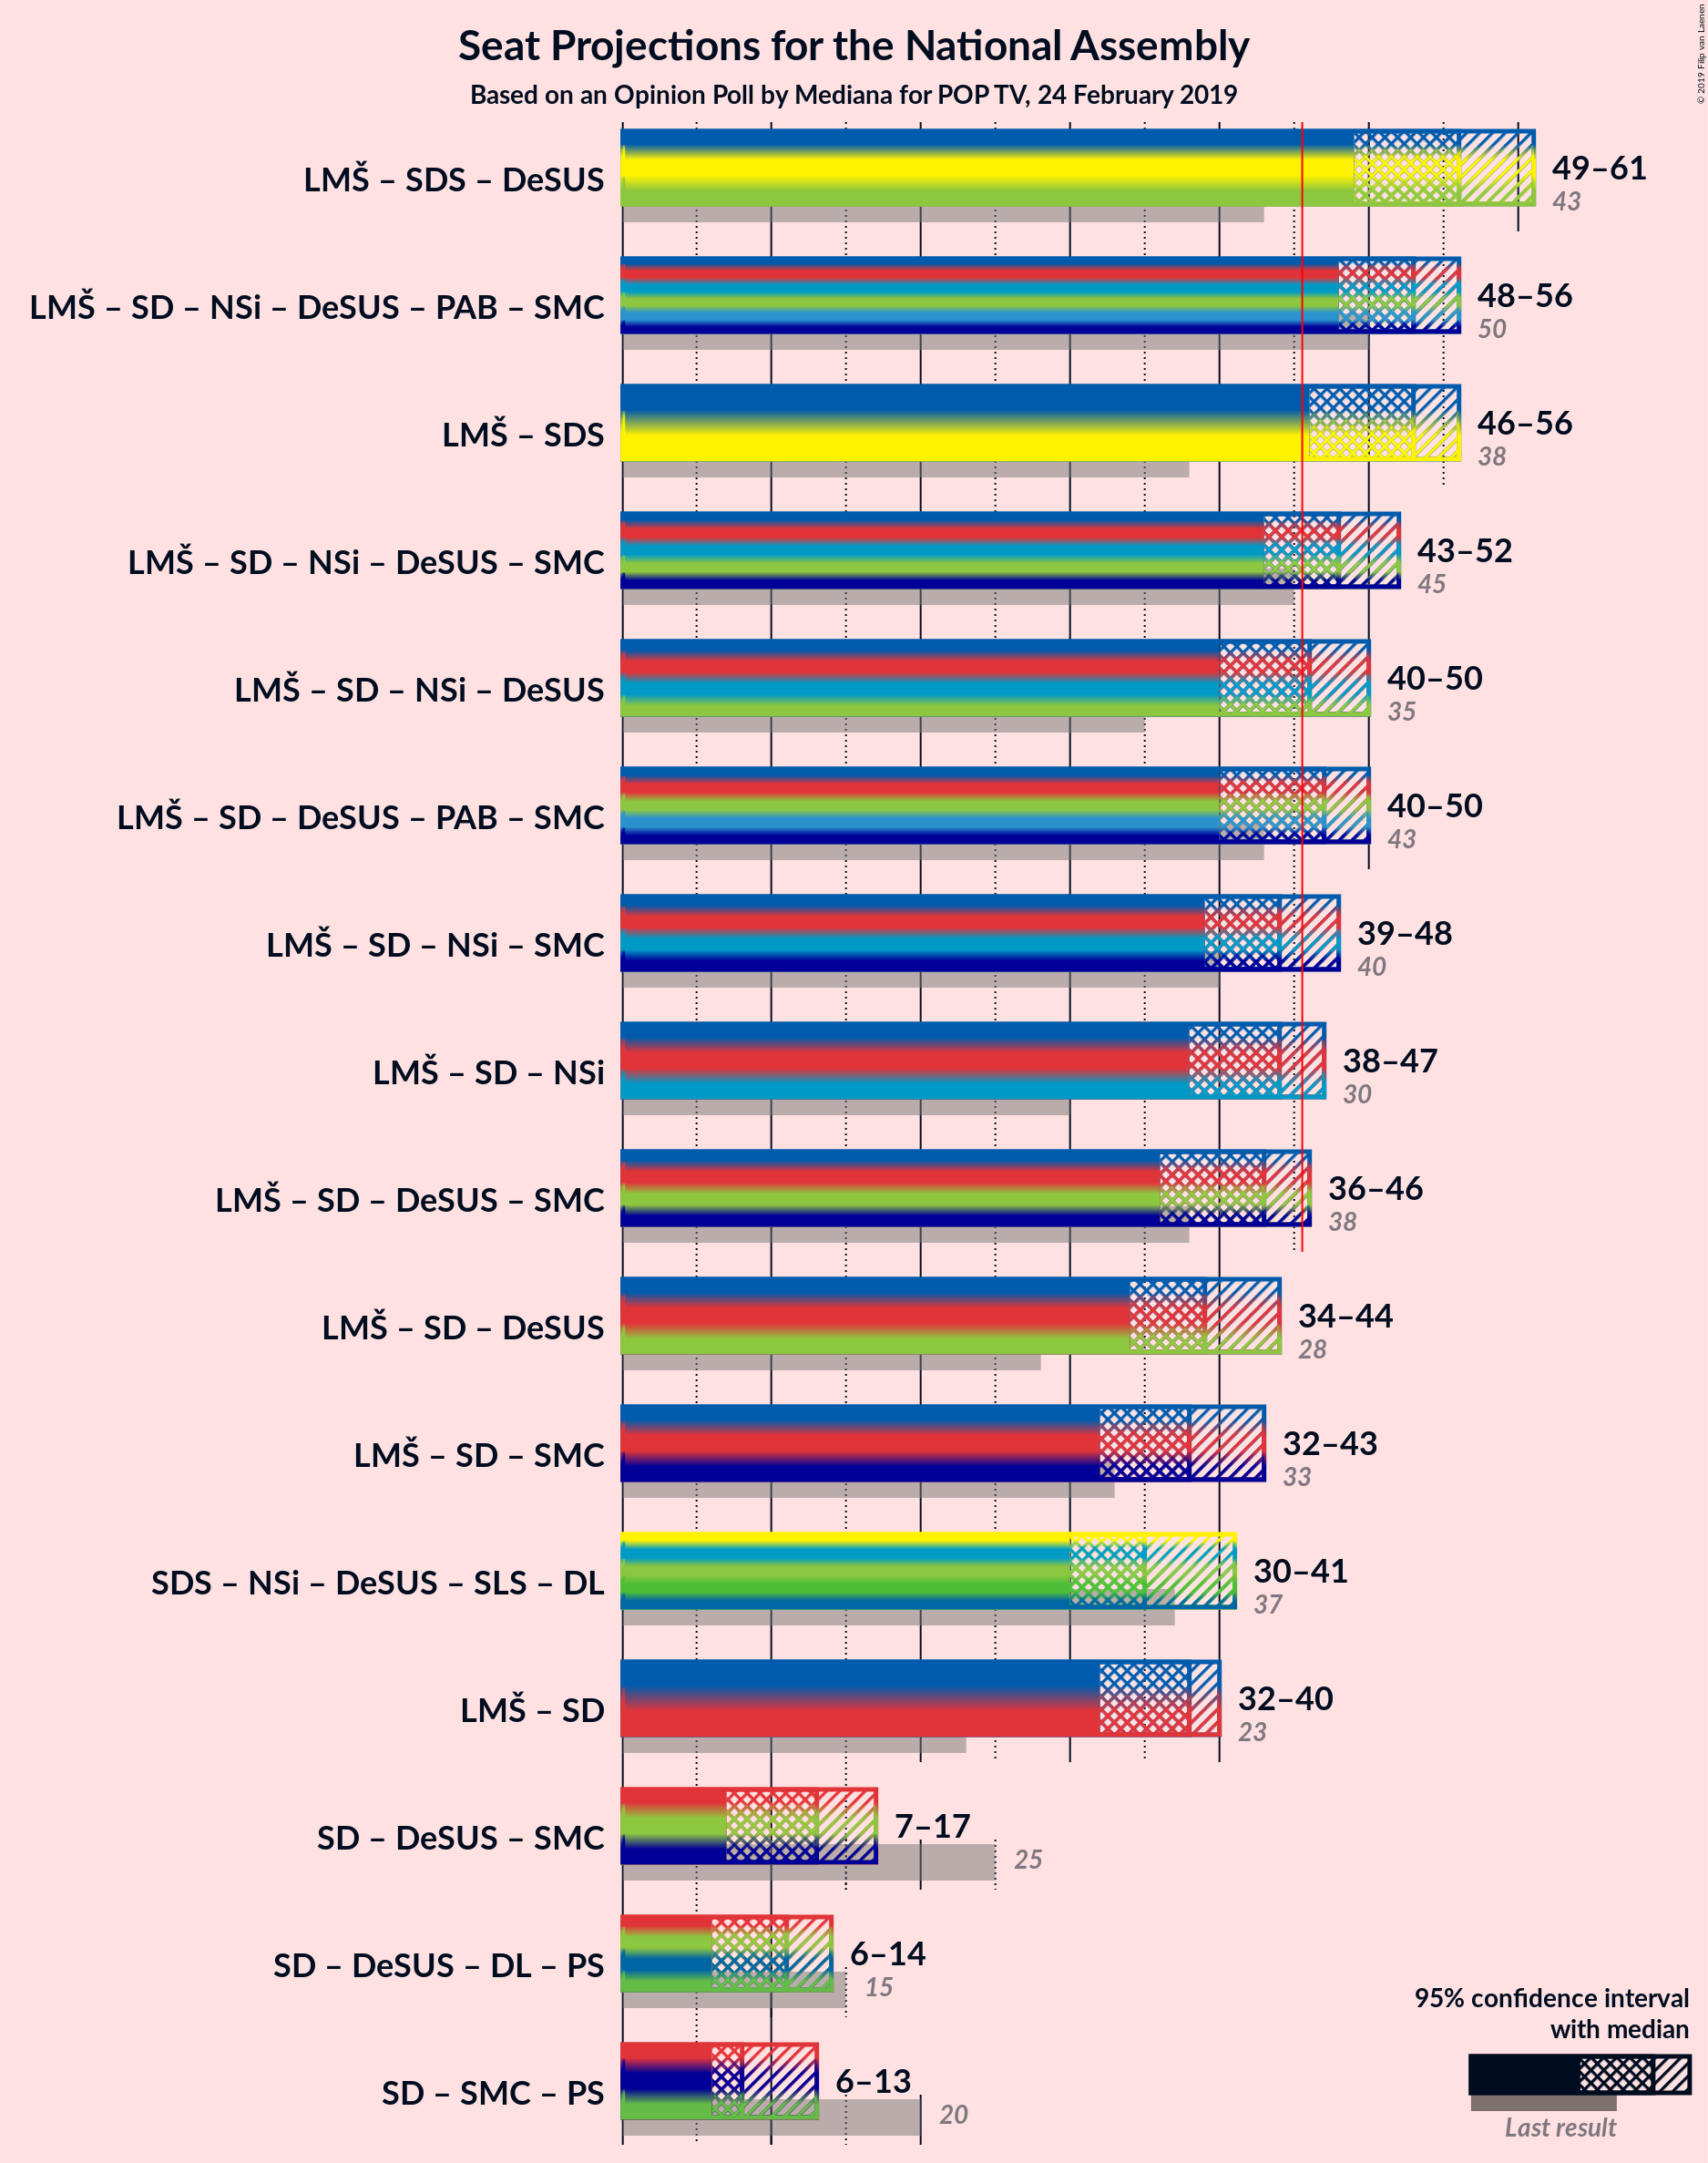 Seat Projections for the National Assembly
Based on an Opinion Poll by Mediana for POP TV, 24 February 2019
© 2019 Filip van Laenen
LMŠ – SDS – DeSUS
49–61
43
LMŠ – SD – NSi – DeSUS – PAB – SMC
48–56
50
LMŠ – SDS
46–56
38
LMŠ – SD – NSi – DeSUS – SMC
43–52
45
LMŠ – SD – NSi – DeSUS
40–50
35
LMŠ – SD – DeSUS – PAB – SMC
40–50
43
LMŠ – SD – NSi – SMC
39–48
40
LMŠ – SD – NSi
38–47
30
LMŠ – SD – DeSUS – SMC
36–46
38
LMŠ – SD – DeSUS
34–44
28
LMŠ – SD – SMC
32–43
33
SDS – NSi – DeSUS – SLS – DL
30–41
37
LMŠ – SD
32–40
23
SD – DeSUS – SMC
7–17
25
SD – DeSUS – DL – PS
6–14
15
SD – SMC – PS
6–13
20
95% confidence interval
with median
Last result